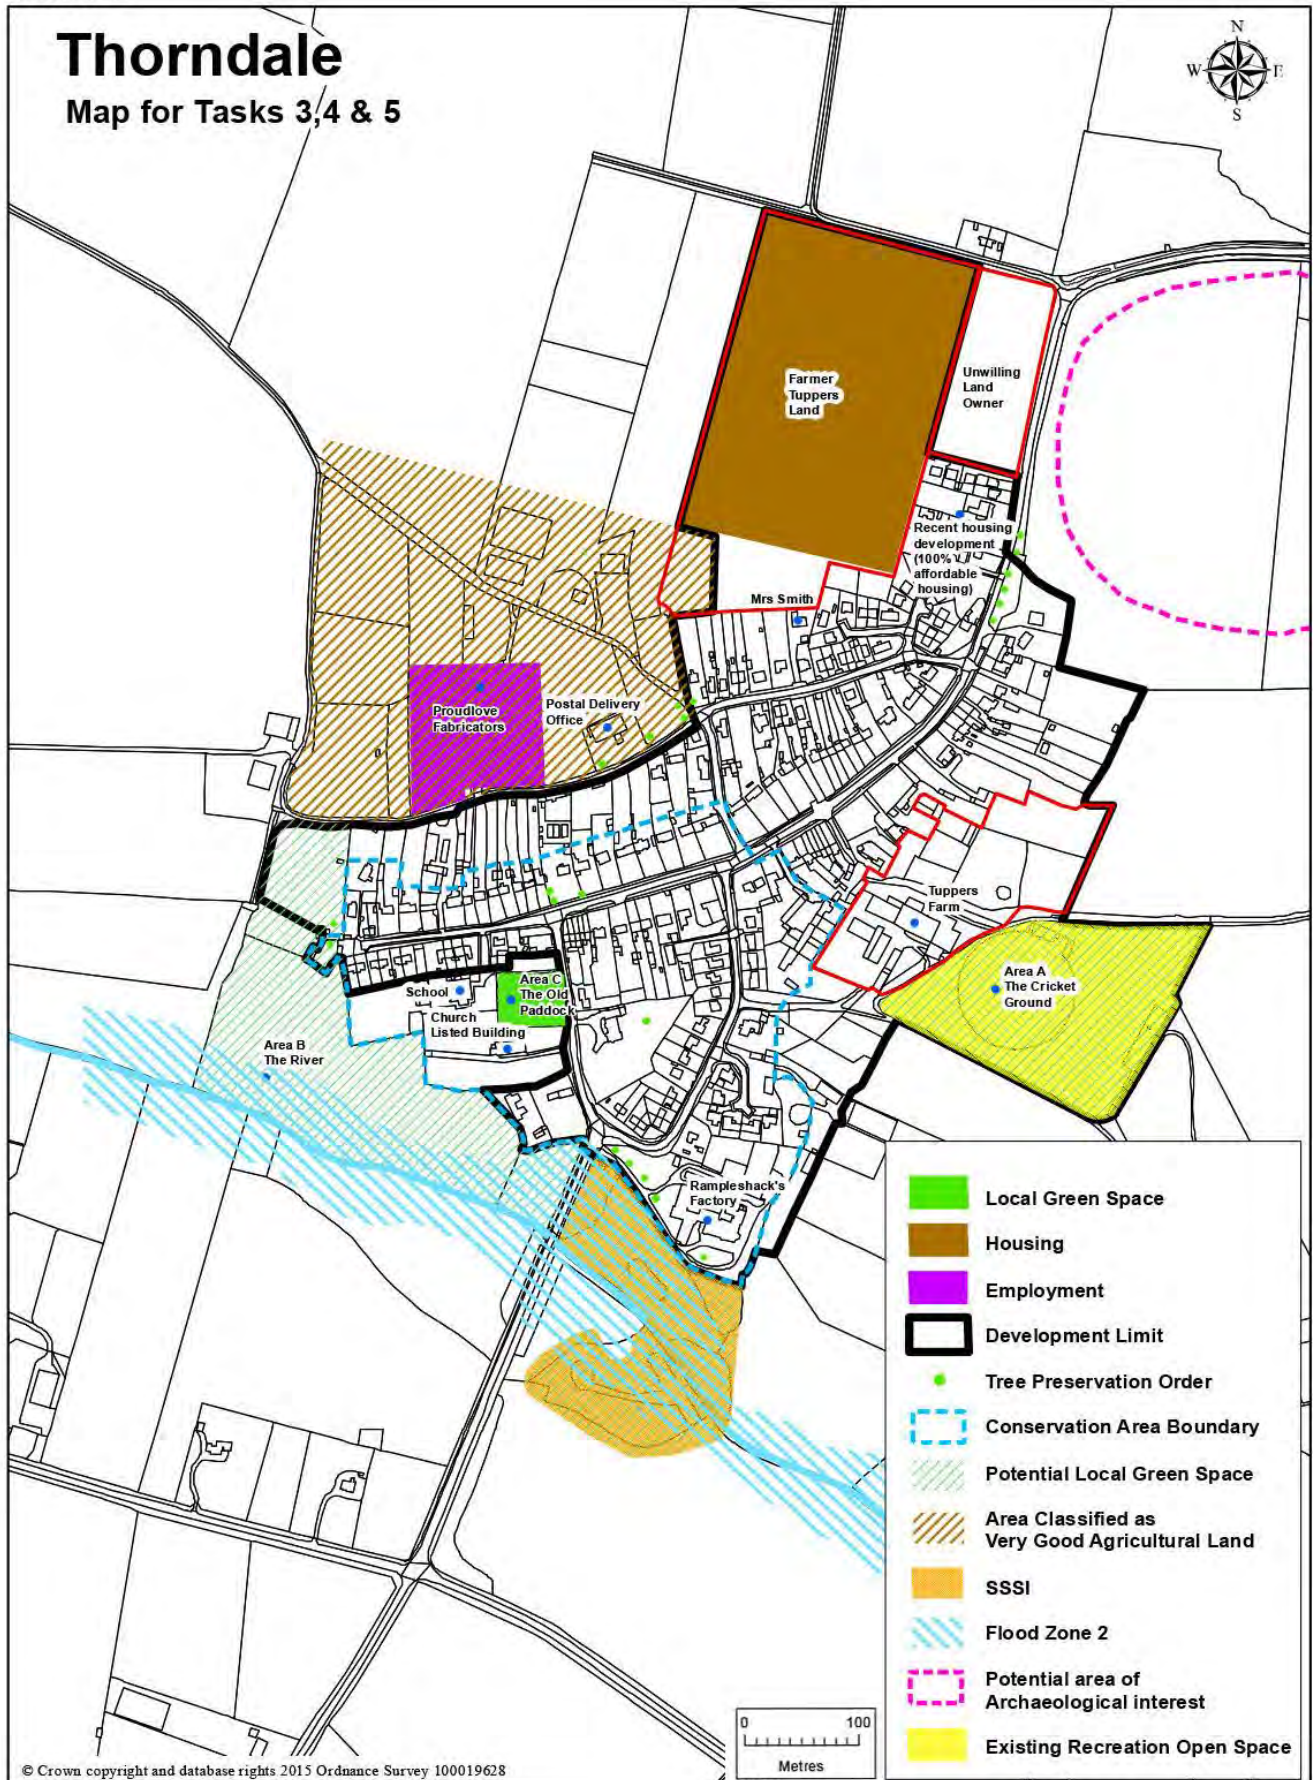 Thorndale
Map for Tasks 3,4 & 5
N
W
E
S
Farmer
Tuppers
Land
Unwilling
Land
Owner
Recent housing
development
(100%
affordable
housing)
Mrs Smith
Proudlove
Fabricators
Postal Delivery
Office
Tuppers
Farm
Area A
The Cricket
Ground
School
Area C
The Old
Paddock
Church
Listed Building
Area B
The River
Rampleshack's
Factory
Local Green Space
Housing
Employment
Development Limit
Tree Preservation Order
Conservation Area Boundary
Potential Local Green Space
Area Classified as
Very Good Agricultural Land
SSSI
Flood Zone 2
Potential area of
Archaeological interest
Existing Recreation Open Space
0 100
Metres
© Crown copyright and database rights 2015 Ordnance Survey 100019628